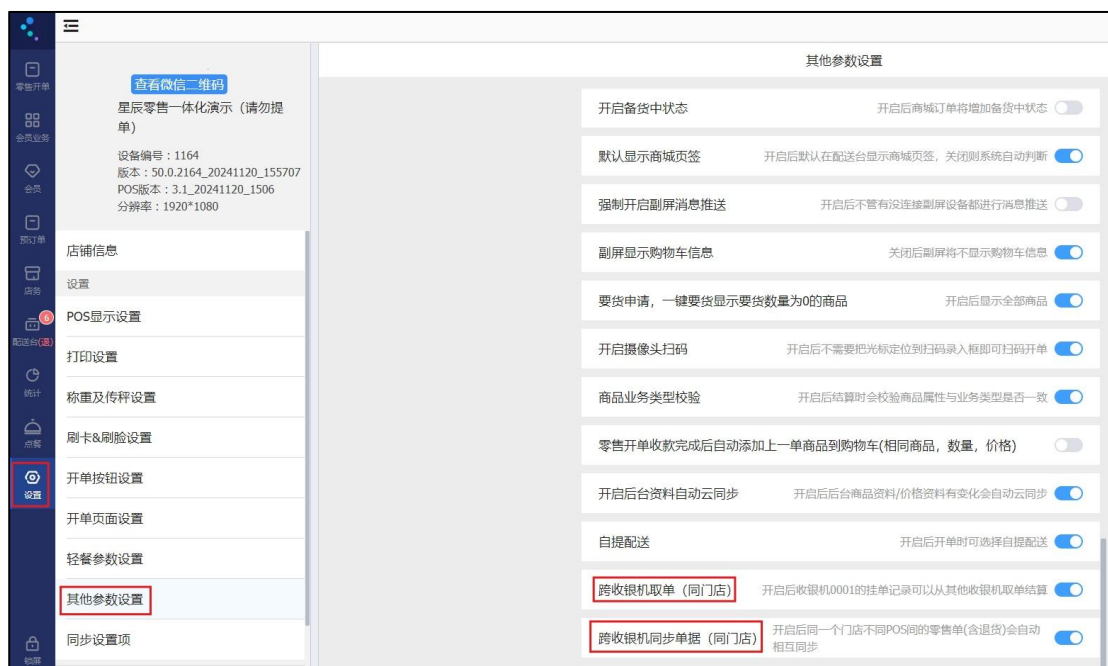 零售开单
会员业务
会员
预订单
店务
6
配送台(退)
统计
点餐
设置
锁屏
查看微信二维码
星辰零售一体化演示（请勿提
单）
设备编号：1164
版本：50.0.2164_20241120_155707
POS版本：3.1_20241120_1506
分辨率：1920*1080
店铺信息
设置
POS显示设置
打印设置
称重及传秤设置
刷卡&刷脸设置
开单按钮设置
开单页面设置
轻餐参数设置
其他参数设置
同步设置项
其他参数设置
开启备货中状态 开启后商城订单将增加备货中状态
默认显示商城页签 开启后默认在配送台显示商城页签，关闭则系统自动判断
强制开启副屏消息推送 开启后不管有没连接副屏设备都进行消息推送
副屏显示购物车信息 关闭后副屏将不显示购物车信息
要货申请，一键要货显示要货数量为0的商品 开启后显示全部商品
开启摄像头扫码 开启后不需要把光标定位到扫码录入框即可扫码开单
商品业务类型校验 开启后结算时会校验商品属性与业务类型是否一致
零售开单收款完成后自动添加上一单商品到购物车(相同商品，数量，价格)
开启后台资料自动云同步 开启后后台商品资料/价格资料有变化会自动云同步
自提配送 开启后开单时可选择自提配送
跨收银机取单（同门店） 开启后收银机0001的挂单记录可以从其他收银机取单结算
跨收银机同步单据（同门店） 开启后同一个门店不同POS间的零售单(含退货)会自动
相互同步